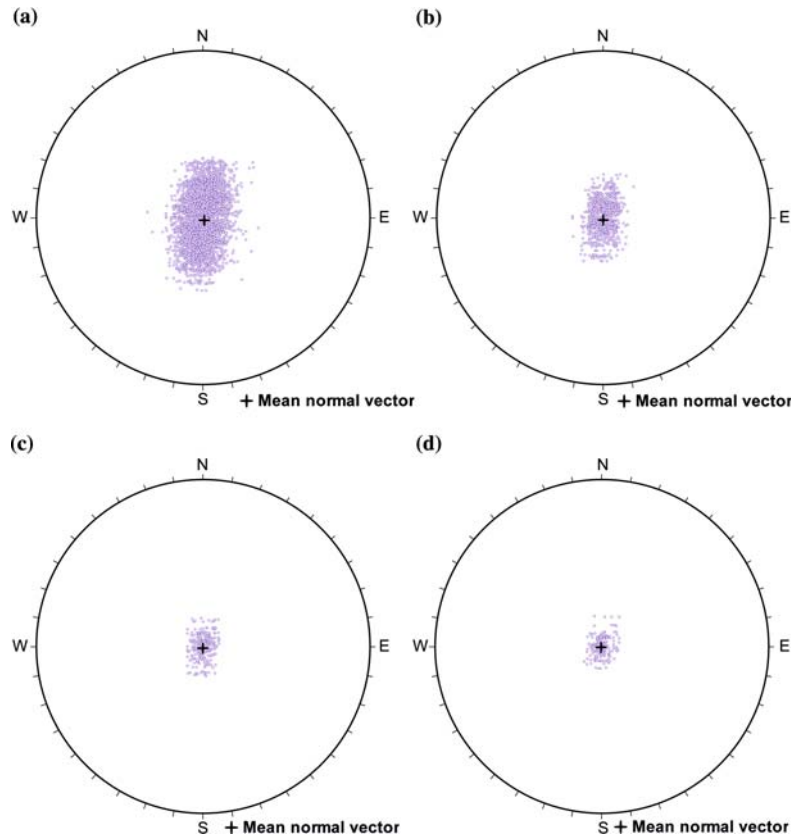 (a)
N
W
E
S
+ Mean normal vector
(b)
N
W
E
S
+ Mean normal vector
(c)
N
W
E
S
+ Mean normal vector
(d)
N
W
E
S
+ Mean normal vector